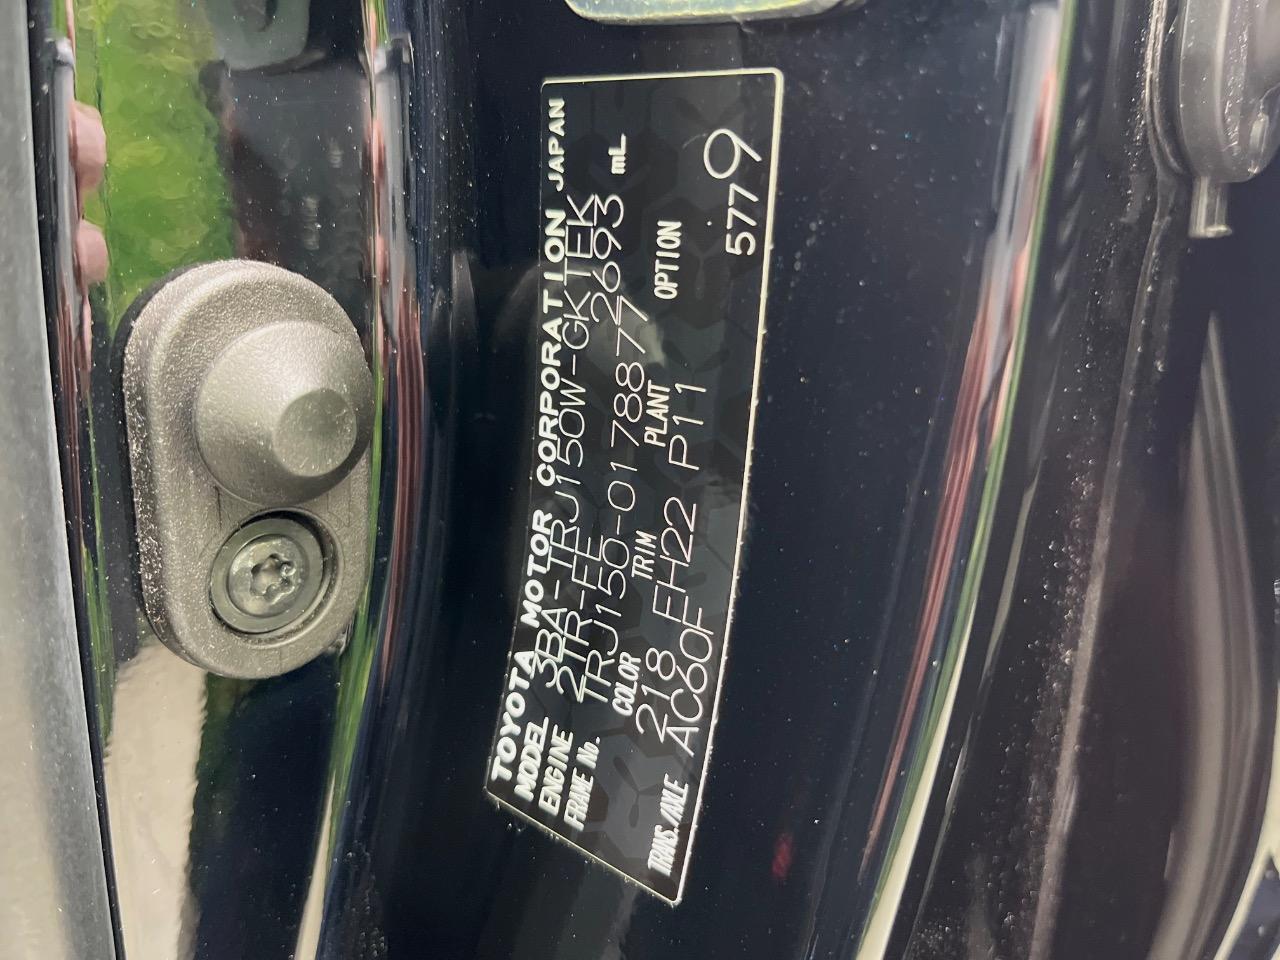 TOYOTA MOTOR CORPORATION JAPAN
MODEL 3BA-TRJ150W-GKTEK
ENGINE 2TR-FE 2693 mL
FRAME No. TRJ150-0178877
COLOR TRIM PLANT OPTION
218 FH22 P11
TRANS./AXLE AC60F 5779